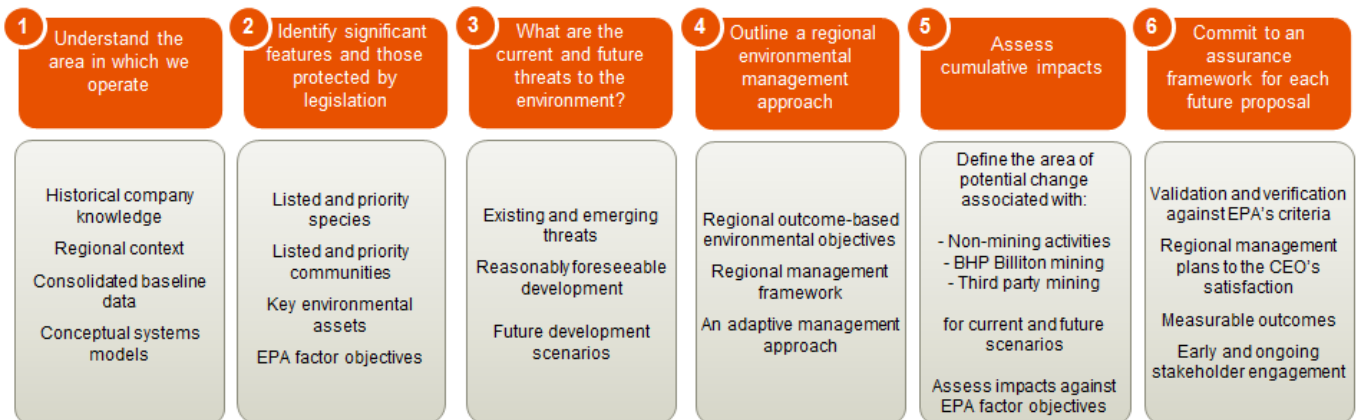 1
Understand the
area in which we
operate
Historical company
knowledge
Regional context
Consolidated baseline
data
Conceptual systems
models
2
Identify significant
features and those
protected by
legislation
Listed and priority
species
Listed and priority
communities
Key environmental
assets
EPA factor objectives
3
What are the
current and future
threats to the
environment?
Existing and emerging
threats
Reasonably foreseeable
development
Future development
scenarios
4
Outline a regional
environmental
management
approach
Regional outcome-based
environmental objectives
Regional management
framework
An adaptive management
approach
5
Assess
cumulative impacts
Define the area of
potential change
associated with:
- Non-mining activities
- BHP Billiton mining
- Third party mining
for current and future
scenarios
Assess impacts against
EPA factor objectives
6
Commit to an
assurance
framework for each
future proposal
Validation and verification
against EPA's criteria
Regional management
plans to the CEO's
satisfaction
Measurable outcomes
Early and ongoing
stakeholder engagement